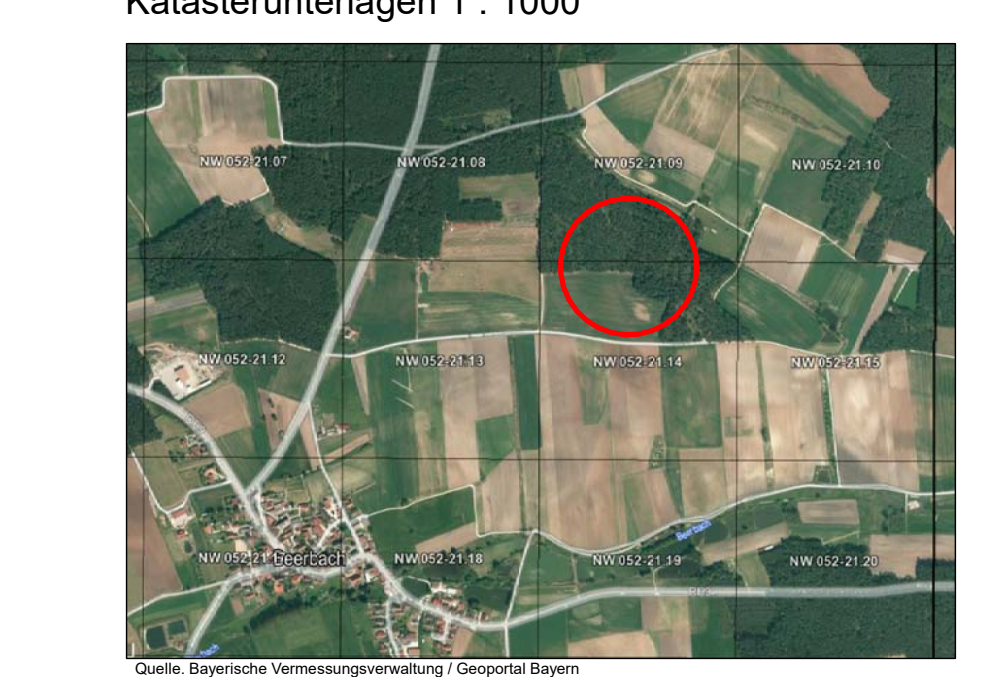 Katasterunterlagen 1 : 1000
NW 052-21.07
NW 052-21.08
NW 052-21.09
NW 052-21.10
NW 052-21.12
NW 052-21.13
NW 052-21.14
NW 052-21.15
NW 052-21
Beerbach
NW 052-21.18
Beerbach
NW 052-21.19
NW 052-21.20
Quelle. Bayerische Vermessungsverwaltung / Geoportal Bayern